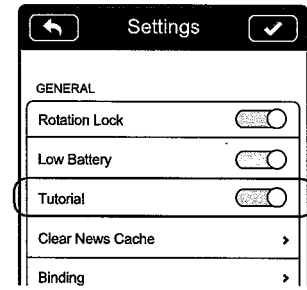 Settings
GENERAL
Rotation Lock
Low Battery
Tutorial
Clear News Cache
Binding